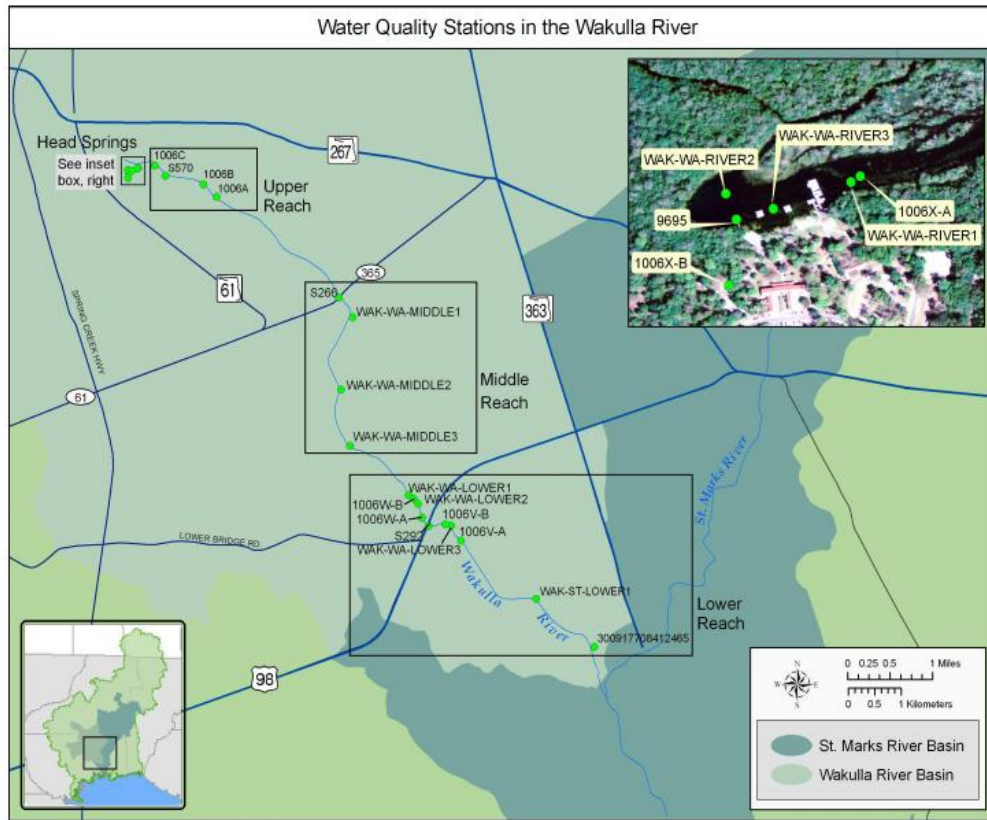 Water Quality Stations in the Wakulla River
Head Springs
See inset
box, right
1006C
S570
1006B
1006A
Upper
Reach
267
61
365
S266
WAK-WA-MIDDLE1
WAK-WA-MIDDLE2
WAK-WA-MIDDLE3
Middle
Reach
363
SPRING CREEK HWY
61
WAK-WA-RIVER3
WAK-WA-RIVER2
9695
1006X-A
WAK-WA-RIVER1
1006X-B
WAK-WA-LOWER1
1006W-B
WAK-WA-LOWER2
1006W-A
1006V-B
S292
1006V-A
WAK-WA-LOWER3
LOWER BRIDGE RD
Wakulla
River
WAK-ST-LOWER1
300917708412465
Lower
Reach
St. Marks River
98
N
W
E
S
0 0.25 0.5 1 Miles
0 0.5 1 Kilometers
St. Marks River Basin
Wakulla River Basin